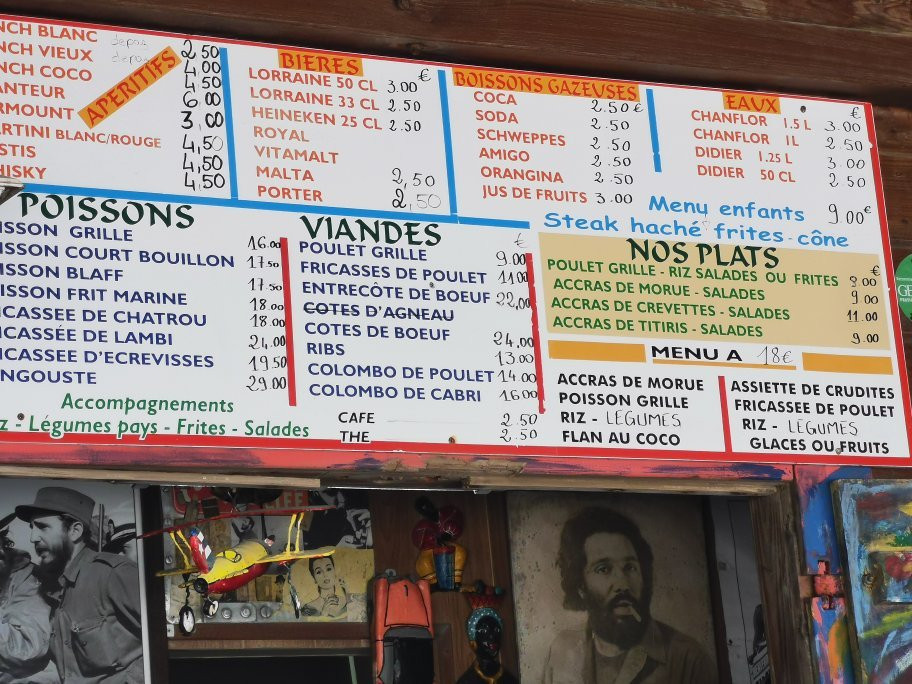 NCH BLANC depos 2.50
NCH VIEUX depos 4.00
NCH COCO 4.50
ANTEUR 6.00
RMOUNT 3,00
ARTINI BLANC/ROUGE 4,50
STIS 4.50
HISKY 4.50
APERITIFS
BIERES €
LORRAINE 50 CL 3.00
LORRAINE 33 CL 2.50
HEINEKEN 25 CL 2.50
ROYAL
VITAMALT
MALTA 2,50
PORTER 2,50
BOISSONS GAZEUSES
COCA 2.50€
SODA 2.50
SCHWEPPES 2.50
AMIGO 2.50
ORANGINA 2.50
JUS DE FRUITS 3.00
EAUX €
CHANFLOR 1.5 L 3.00
CHANFLOR 1L 2.50
DIDIER 1.25 L 3.00
DIDIER 50 CL 2.50
Menu enfants 9.00€
Steak haché frites-cône
POISSONS
ISSON GRILLE 16.00
ISSON COURT BOUILLON 17.50
ISSON BLAFF 17.50
ISSON FRIT MARINE 18.00
ICASSEE DE CHATROU 18.00
ICASSÉE DE LAMBI 24,00
ICASSEE D'ECREVISSES 19.50
NGOUSTE 29.00
Accompagnements
z - Légumes pays - Frites - Salades
VIANDES €
POULET GRILLE 9.00
FRICASSES DE POULET 11.00
ENTRECÔTE DE BOEUF 22,00
COTES D'AGNEAU
COTES DE BOEUF 24,00
RIBS 13.00
COLOMBO DE POULET 14.00
COLOMBO DE CABRI 16.00
CAFE 2.50
THE 2.50
NOS PLATS €
POULET GRILLE - RIZ SALADES OU FRITES 9.00
ACCRAS DE MORUE - SALADES 9.00
ACCRAS DE CREVETTES - SALADES 11.00
ACCRAS DE TITIRIS - SALADES 9.00
MENU A 18€
ACCRAS DE MORUE
POISSON GRILLE
RIZ - LEGUMES
FLAN AU COCO
ASSIETTE DE CRUDITES
FRICASSEE DE POULET
RIZ - LEGUMES
GLACES OU FRUITS